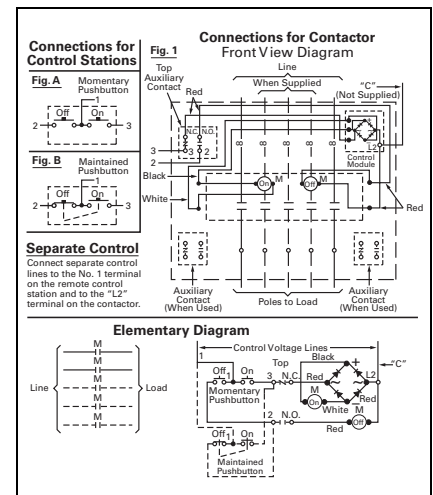 Connections for
Control Stations
Fig. A
Momentary
Pushbutton
1
Off On
2 3
Fig. B
Maintained
Pushbutton
1
Off On
2 3
Separate Control
Connect separate control
lines to the No. 1 terminal
on the remote control
station and to the "L2"
terminal on the contactor.
Connections for Contactor
Fig. 1
Front View Diagram
Top
Auxiliary
Contact
Line
When Supplied
"C"
(Not Supplied)
Red
N.C. N.O.
3 3 2
2
L2
Control
Module
Black
White
On M
Off M
Red
Auxiliary
Contact
(When Used)
Poles to Load
Auxiliary
Contact
(When Used)
Elementary Diagram
M
M
M
M
M
M
Line Load
Control Voltage Lines
1
Black
"C"
Off 1 On
Top
3 N.C. Red
L2
Momentary
Pushbutton
M
On
White
Red
M
2 N.O.
Red
Off
Off 1 On
Maintained
Pushbutton